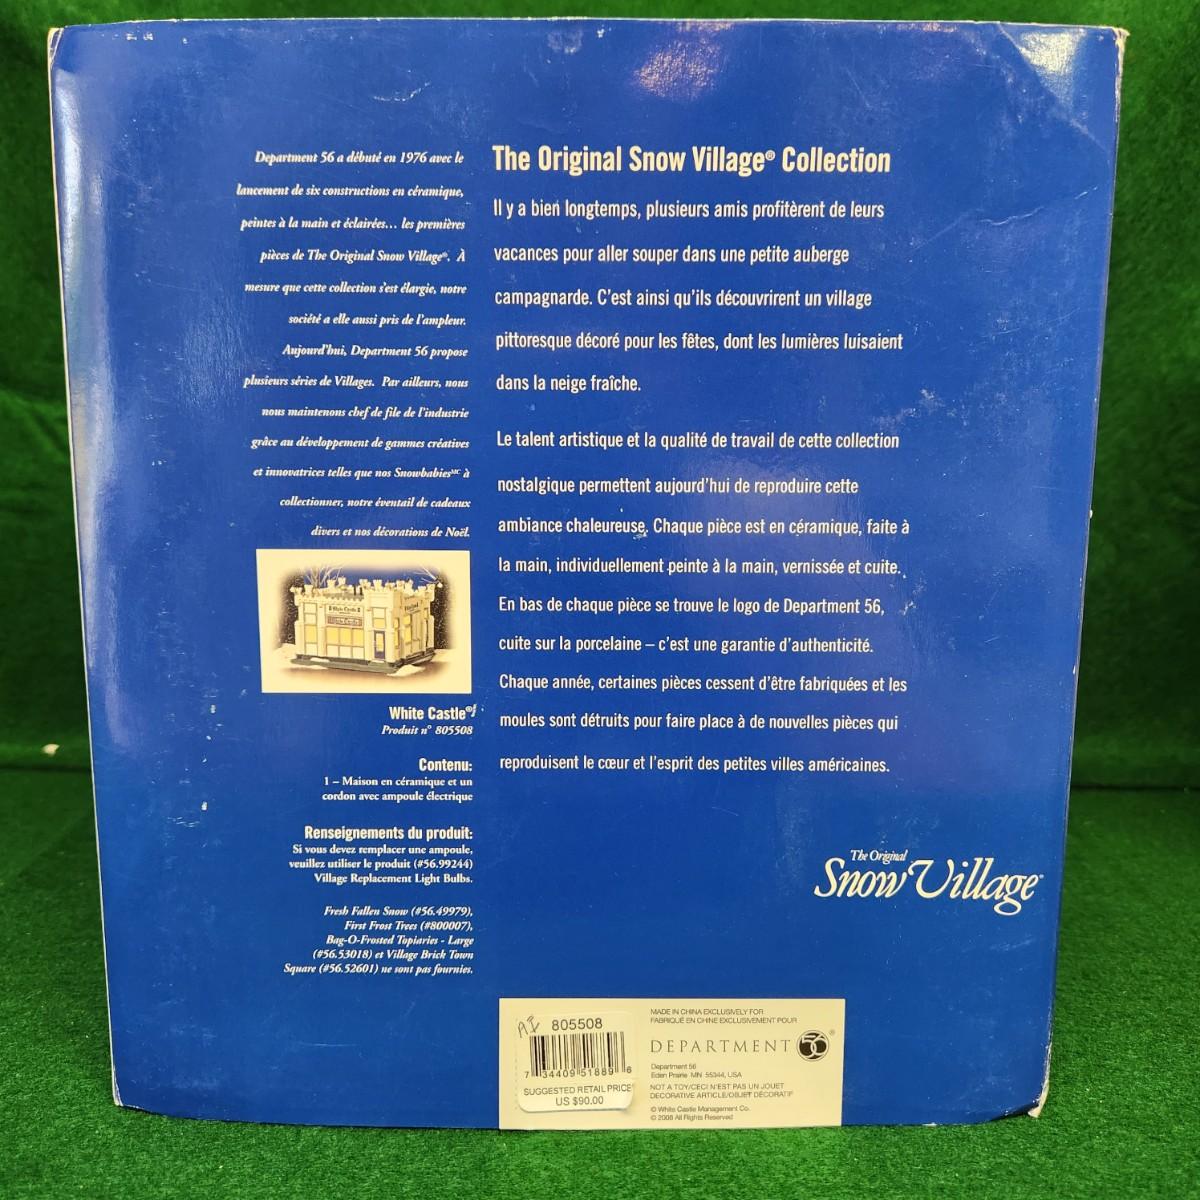 Department 56 a débuté en 1976 avec le
lancement de six constructions en céramique,
peintes à la main et éclairées... les premières
pièces de The Original Snow Village®. À
mesure que cette collection s'est élargie, notre
société a elle aussi pris de l'ampleur.
Aujourd'hui, Department 56 propose
plusieurs séries de Villages. Par ailleurs, nous
nous maintenons chef de file de l'industrie
grâce au développement de gammes créatives
et innovatrices telles que nos Snowbabies MC à
collectionner, notre éventail de cadeaux
divers et nos décorations de Noël.
White Castle
White Castle®
Produit n° 805508
Contenu:
1 – Maison en céramique et un
cordon avec ampoule électrique
Renseignements du produit:
Si vous devez remplacer une ampoule,
veuillez utiliser le produit (#56.99244)
Village Replacement Light Bulbs.
Fresh Fallen Snow (#56.49979),
First Frost Trees (#800007),
Bag-O-Frosted Topiaries - Large
(#56.53018) et Village Brick Town
Square (#56.52601) ne sont pas fournies.
The Original Snow Village® Collection
Il y a bien longtemps, plusieurs amis profitèrent de leurs
vacances pour aller souper dans une petite auberge
campagnarde. C'est ainsi qu'ils découvrirent un village
pittoresque décoré pour les fêtes, dont les lumières luisaient
dans la neige fraîche.
Le talent artistique et la qualité de travail de cette collection
nostalgique permettent aujourd'hui de reproduire cette
ambiance chaleureuse. Chaque pièce est en céramique, faite à
la main, individuellement peinte à la main, vernissée et cuite.
En bas de chaque pièce se trouve le logo de Department 56,
cuite sur la porcelaine – c'est une garantie d'authenticité.
Chaque année, certaines pièces cessent d'être fabriquées et les
moules sont détruits pour faire place à de nouvelles pièces qui
reproduisent le cœur et l'esprit des petites villes américaines.
The Original
Snow Village
AI 805508
7 34409 51889 6
SUGGESTED RETAIL PRICE
US $90.00
MADE IN CHINA EXCLUSIVELY FOR
FABRIQUÉ EN CHINE EXCLUSIVEMENT POUR
DEPARTMENT 56®
Department 56
Eden Prairie MN 55344, USA
NOT A TOY/CECI N'EST PAS UN JOUET
DECORATIVE ARTICLE/OBJET DÉCORATIF
© White Castle Management Co.
© 2008 All Rights Reserved